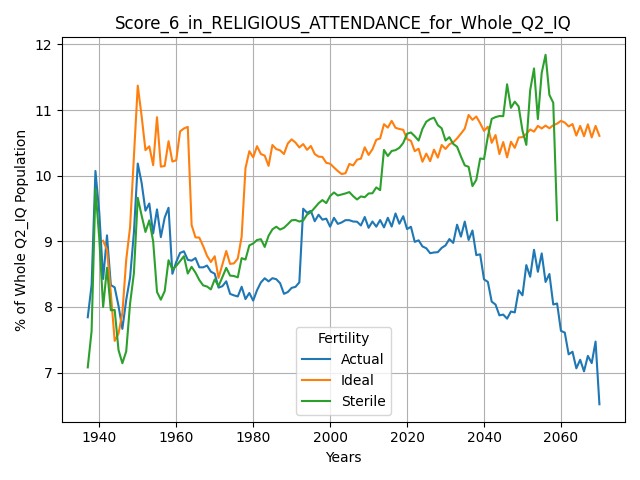 Score_6_in_RELIGIOUS_ATTENDANCE_for_Whole_Q2_IQ
% of Whole Q2_IQ Population
12
11
10
9
8
7
Fertility
Actual
Ideal
Sterile
1940 1960 1980 2000 2020 2040 2060
Years